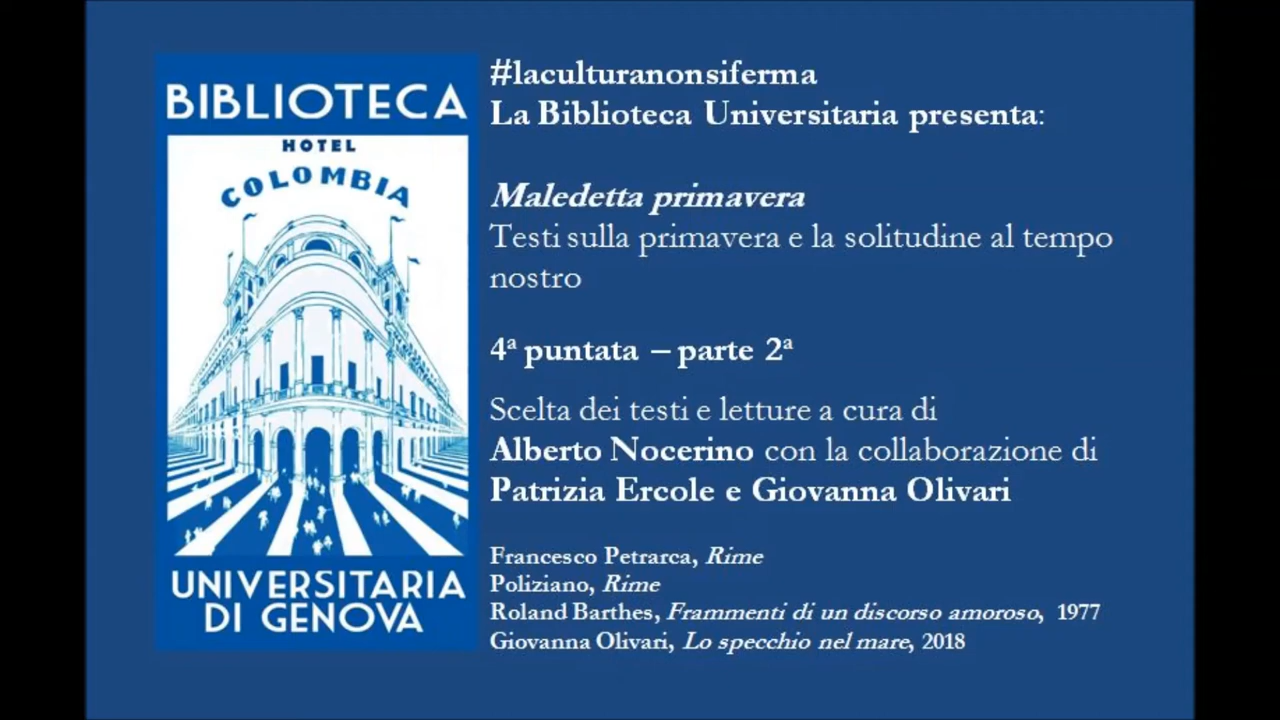 BIBLIOTECA
HOTEL
COLOMBIA
UNIVERSITARIA
DI GENOVA
#laculturanonsiferma
La Biblioteca Universitaria presenta:
Maledetta primavera
Testi sulla primavera e la solitudine al tempo
nostro
4ª puntata – parte 2ª
Scelta dei testi e letture a cura di
Alberto Nocerino con la collaborazione di
Patrizia Ercole e Giovanna Olivari
Francesco Petrarca, Rime
Poliziano, Rime
Roland Barthes, Frammenti di un discorso amoroso, 1977
Giovanna Olivari, Lo specchio nel mare, 2018